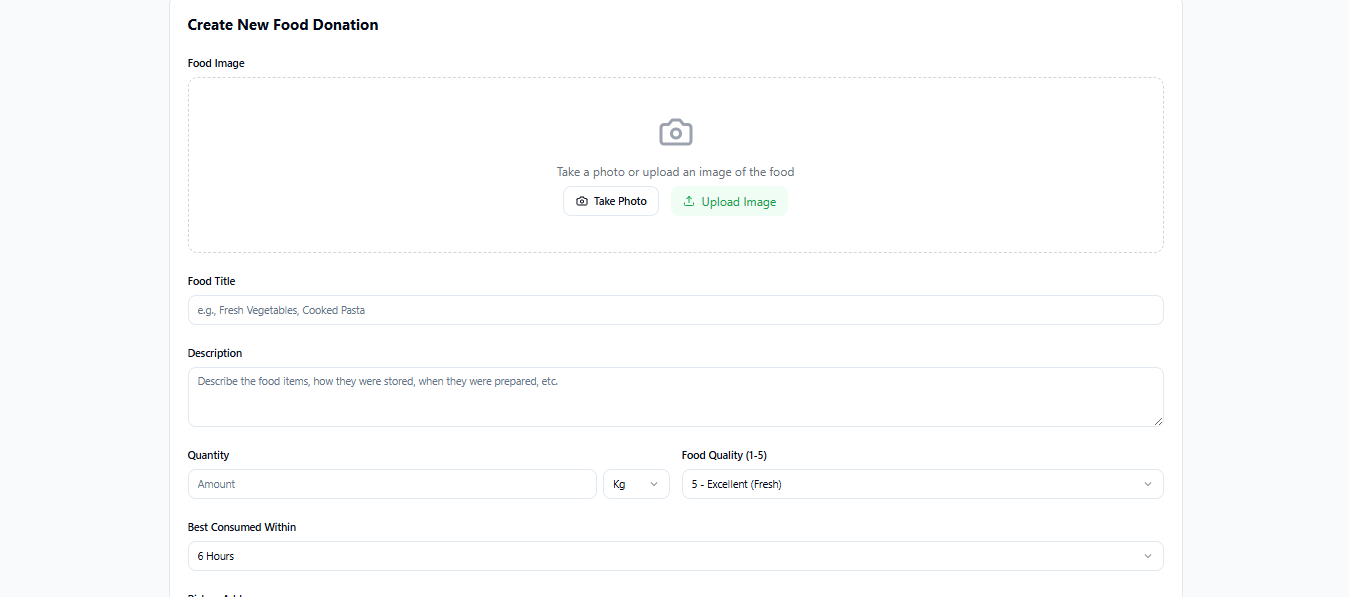 Create New Food Donation
Food Image
Take a photo or upload an image of the food
Take Photo
Upload Image
Food Title
e.g., Fresh Vegetables, Cooked Pasta
Description
Describe the food items, how they were stored, when they were prepared, etc.
Quantity
Food Quality (1-5)
Amount
Kg
5 - Excellent (Fresh)
Best Consumed Within
6 Hours